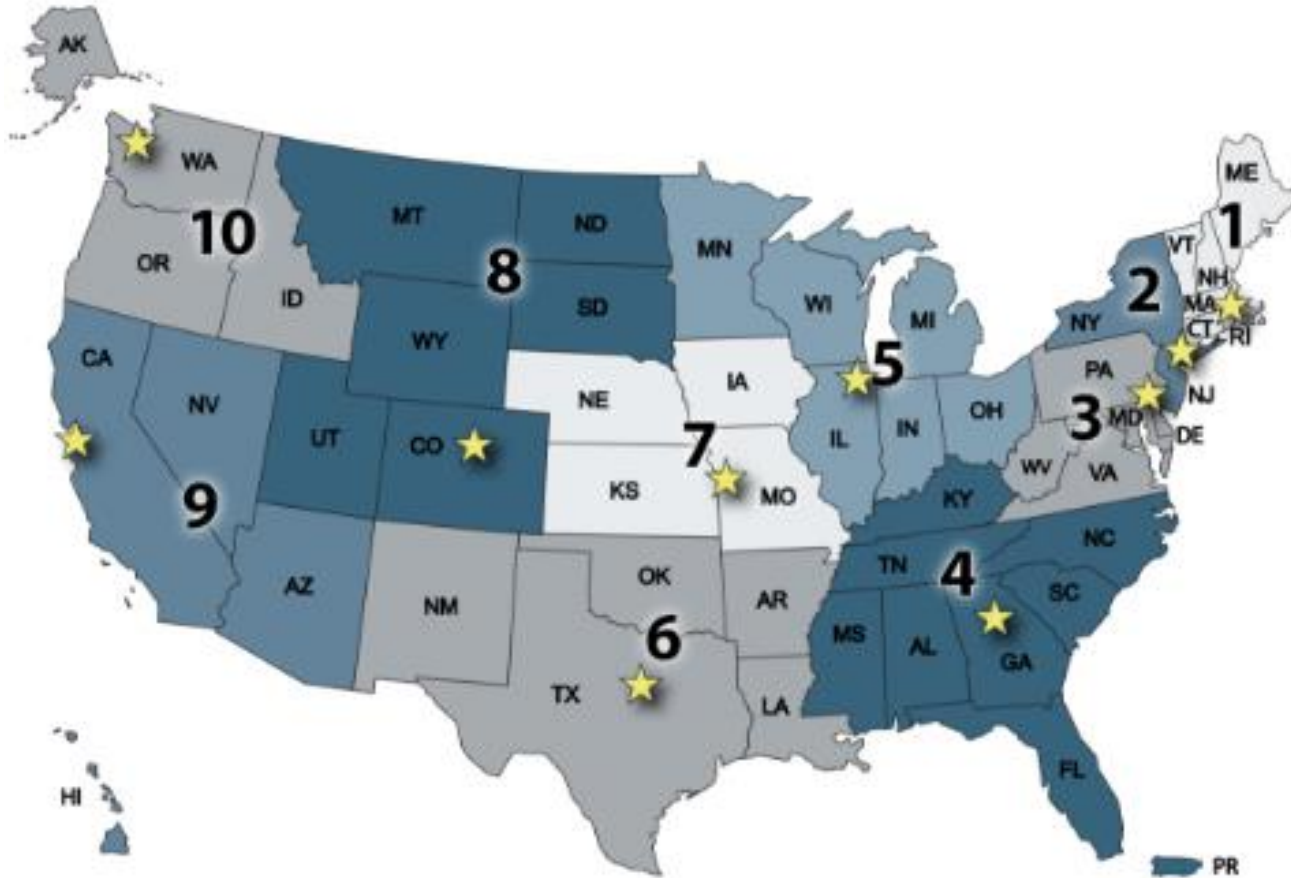 AK
WA
10
OR
ID
MT
ND
8
SD
WY
MN
WI
MI
5
IA
NE
7
IL
IN
OH
CA
NV
UT
CO
9
KS
MO
AZ
NM
OK
AR
6
TX
LA
KY
TN
NC
4
SC
MS
AL
GA
FL
ME
1
VT
NH
2
NY
MA
CT
RI
PA
NJ
3
MD
DE
WV
VA
HI
PR